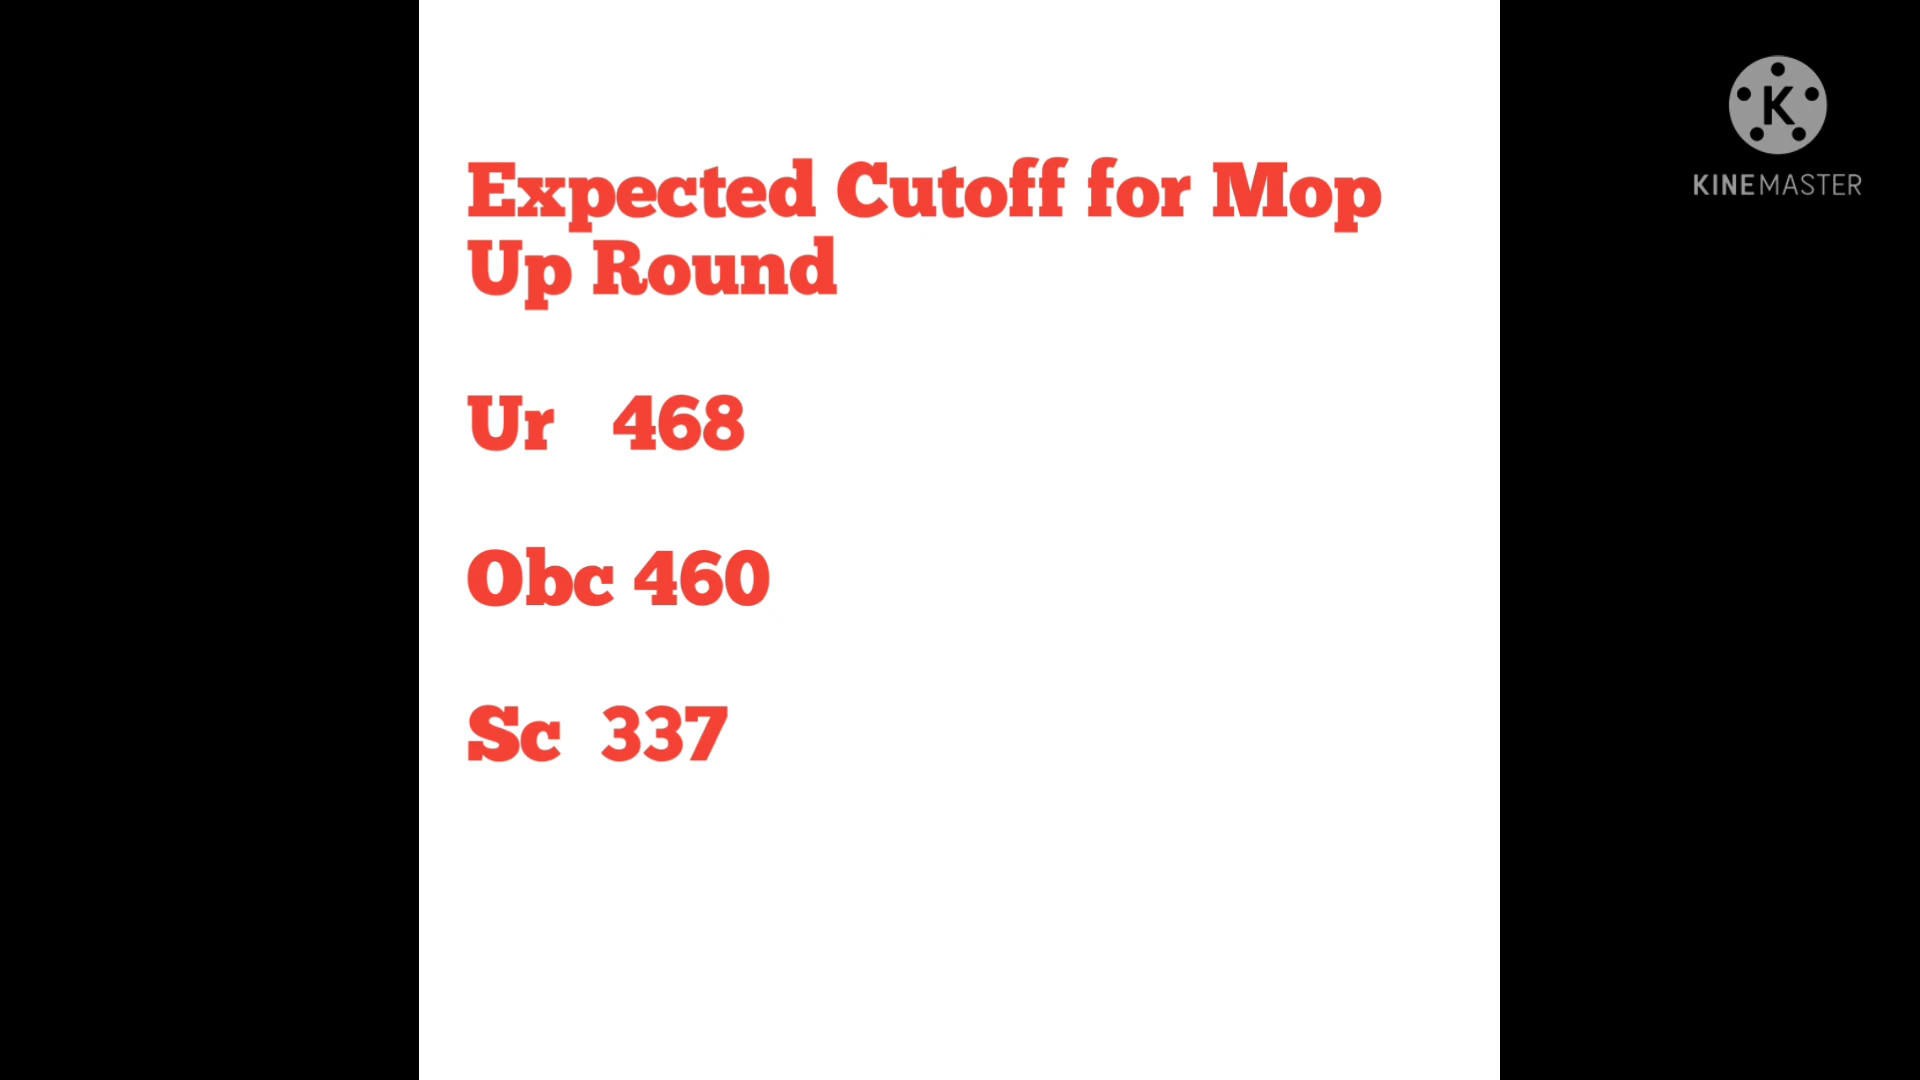 Expected Cutoff for Mop
Up Round
Ur 468
Obc 460
Sc 337
K
KINEMASTER